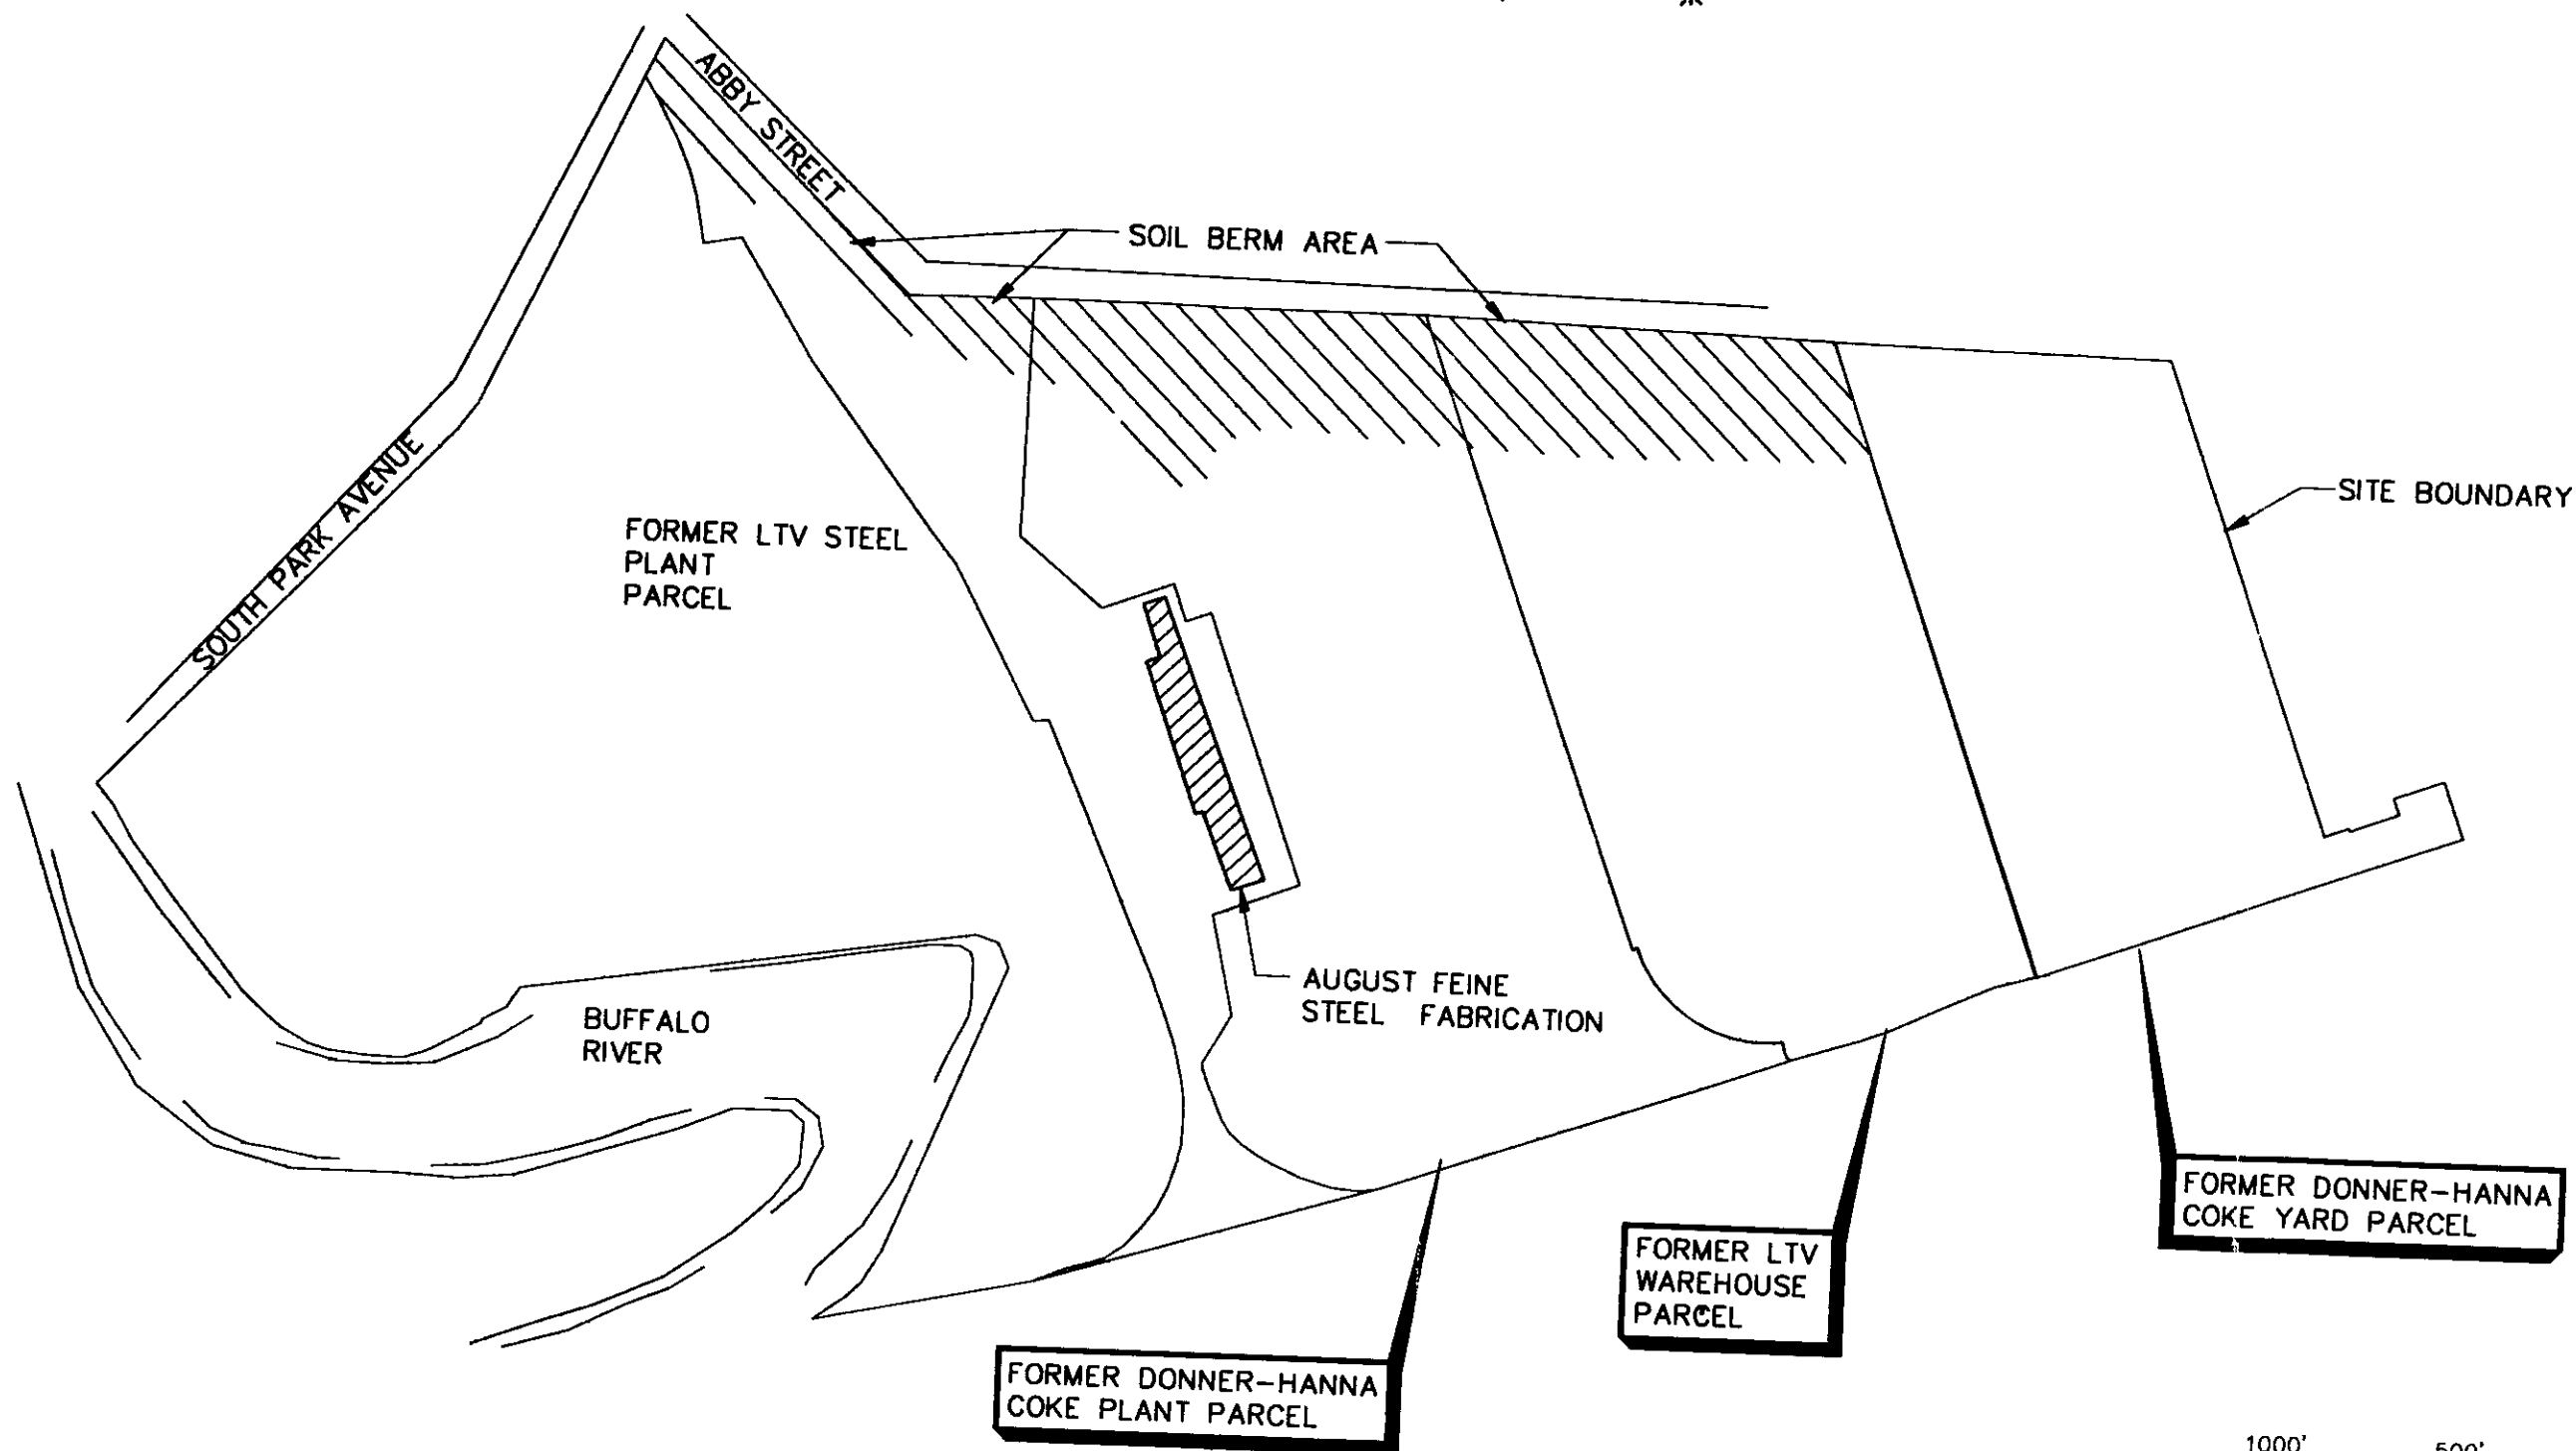 ABBY STREET
SOIL BERM AREA
SOUTH PARK AVENUE
SITE BOUNDARY
FORMER LTV STEEL
PLANT
PARCEL
AUGUST FEINE
STEEL FABRICATION
BUFFALO
RIVER
FORMER DONNER-HANNA
COKE YARD PARCEL
FORMER LTV
WAREHOUSE
PARCEL
FORMER DONNER-HANNA
COKE PLANT PARCEL
1000' 500'